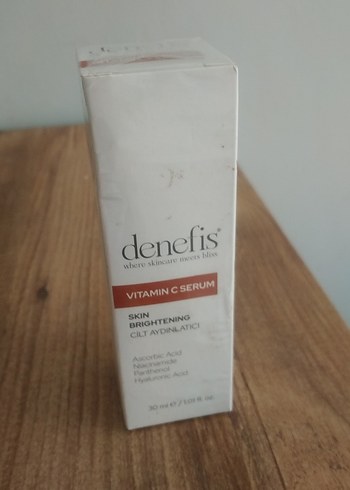 denefis®
where skincare meets bliss
VITAMIN C SERUM
SKIN
BRIGHTENING
CİLT AYDINLATICI
Ascorbic Acid
Niacinamide
Panthenol
Hyaluronic Acid
30 ml ℮ / 1.01 fl. oz.